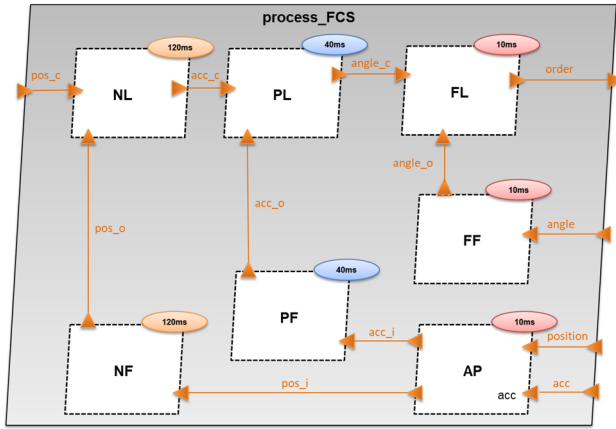 process_FCS
120ms
40ms
10ms
pos_c
NL
acc_c
PL
angle_c
FL
order
angle_o
10ms
acc_o
FF
angle
pos_o
40ms
120ms
PF
10ms
acc_i
position
NF
AP
pos_i
acc
acc